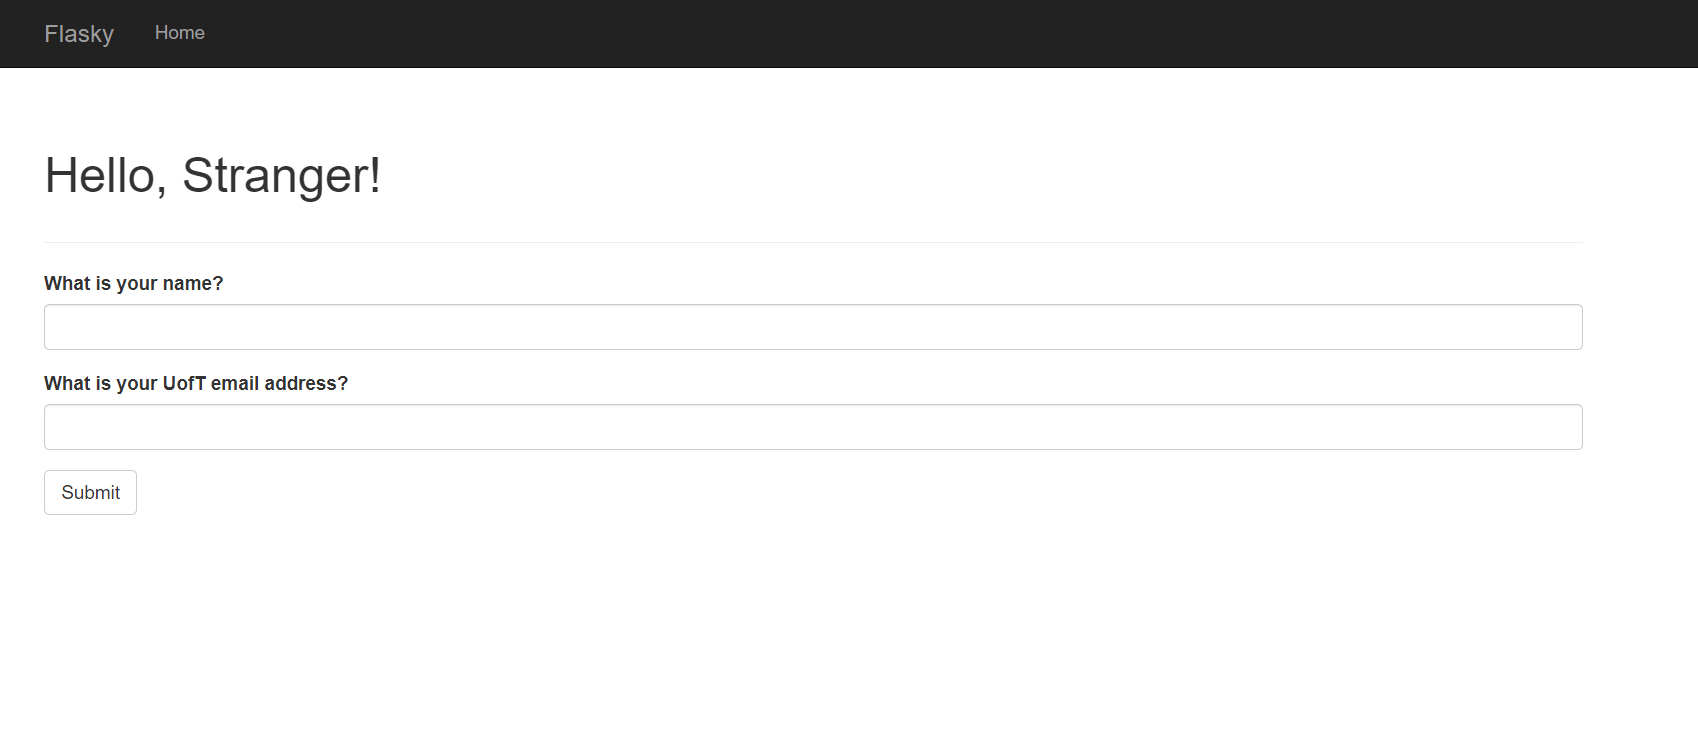 Flasky Home
Hello, Stranger!
What is your name?
What is your UofT email address?
Submit